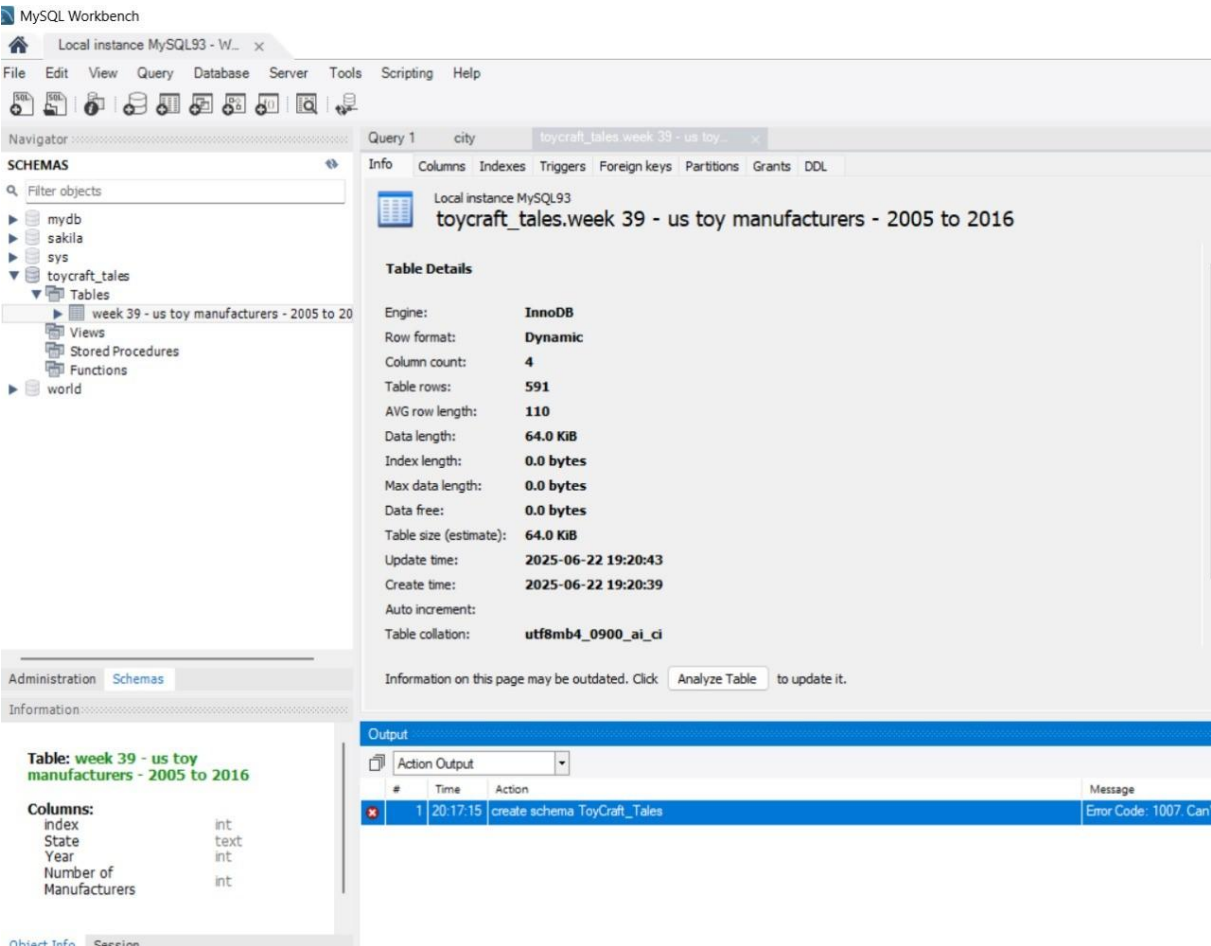 MySQL Workbench
Local instance MySQL93 - W...
File Edit View Query Database Server Tools Scripting Help
Navigator
SCHEMAS
Filter objects
mydb
sakila
sys
toycraft_tales
Tables
week 39 - us toy manufacturers - 2005 to 20
Views
Stored Procedures
Functions
world
Administration Schemas
Information
Table: week 39 - us toy
manufacturers - 2005 to 2016
Columns:
index int
State text
Year int
Number of
Manufacturers int
Object Info Session
Query 1 city toycraft_tales.week 39 - us toy...
Info Columns Indexes Triggers Foreign keys Partitions Grants DDL
Local instance MySQL93
toycraft_tales.week 39 - us toy manufacturers - 2005 to 2016
Table Details
Engine: InnoDB
Row format: Dynamic
Column count: 4
Table rows: 591
AVG row length: 110
Data length: 64.0 KiB
Index length: 0.0 bytes
Max data length: 0.0 bytes
Data free: 0.0 bytes
Table size (estimate): 64.0 KiB
Update time: 2025-06-22 19:20:43
Create time: 2025-06-22 19:20:39
Auto increment:
Table collation: utf8mb4_0900_ai_ci
Information on this page may be outdated. Click Analyze Table to update it.
Output
Action Output
# Time Action Message
1 20:17:15 create schema ToyCraft_Tales Error Code: 1007. Can'